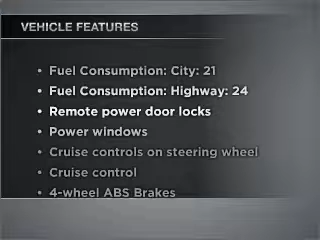 VEHICLE FEATURES
• Fuel Consumption: City: 21
• Fuel Consumption: Highway: 24
• Remote power door locks
• Power windows
• Cruise controls on steering wheel
• Cruise control
• 4-wheel ABS Brakes